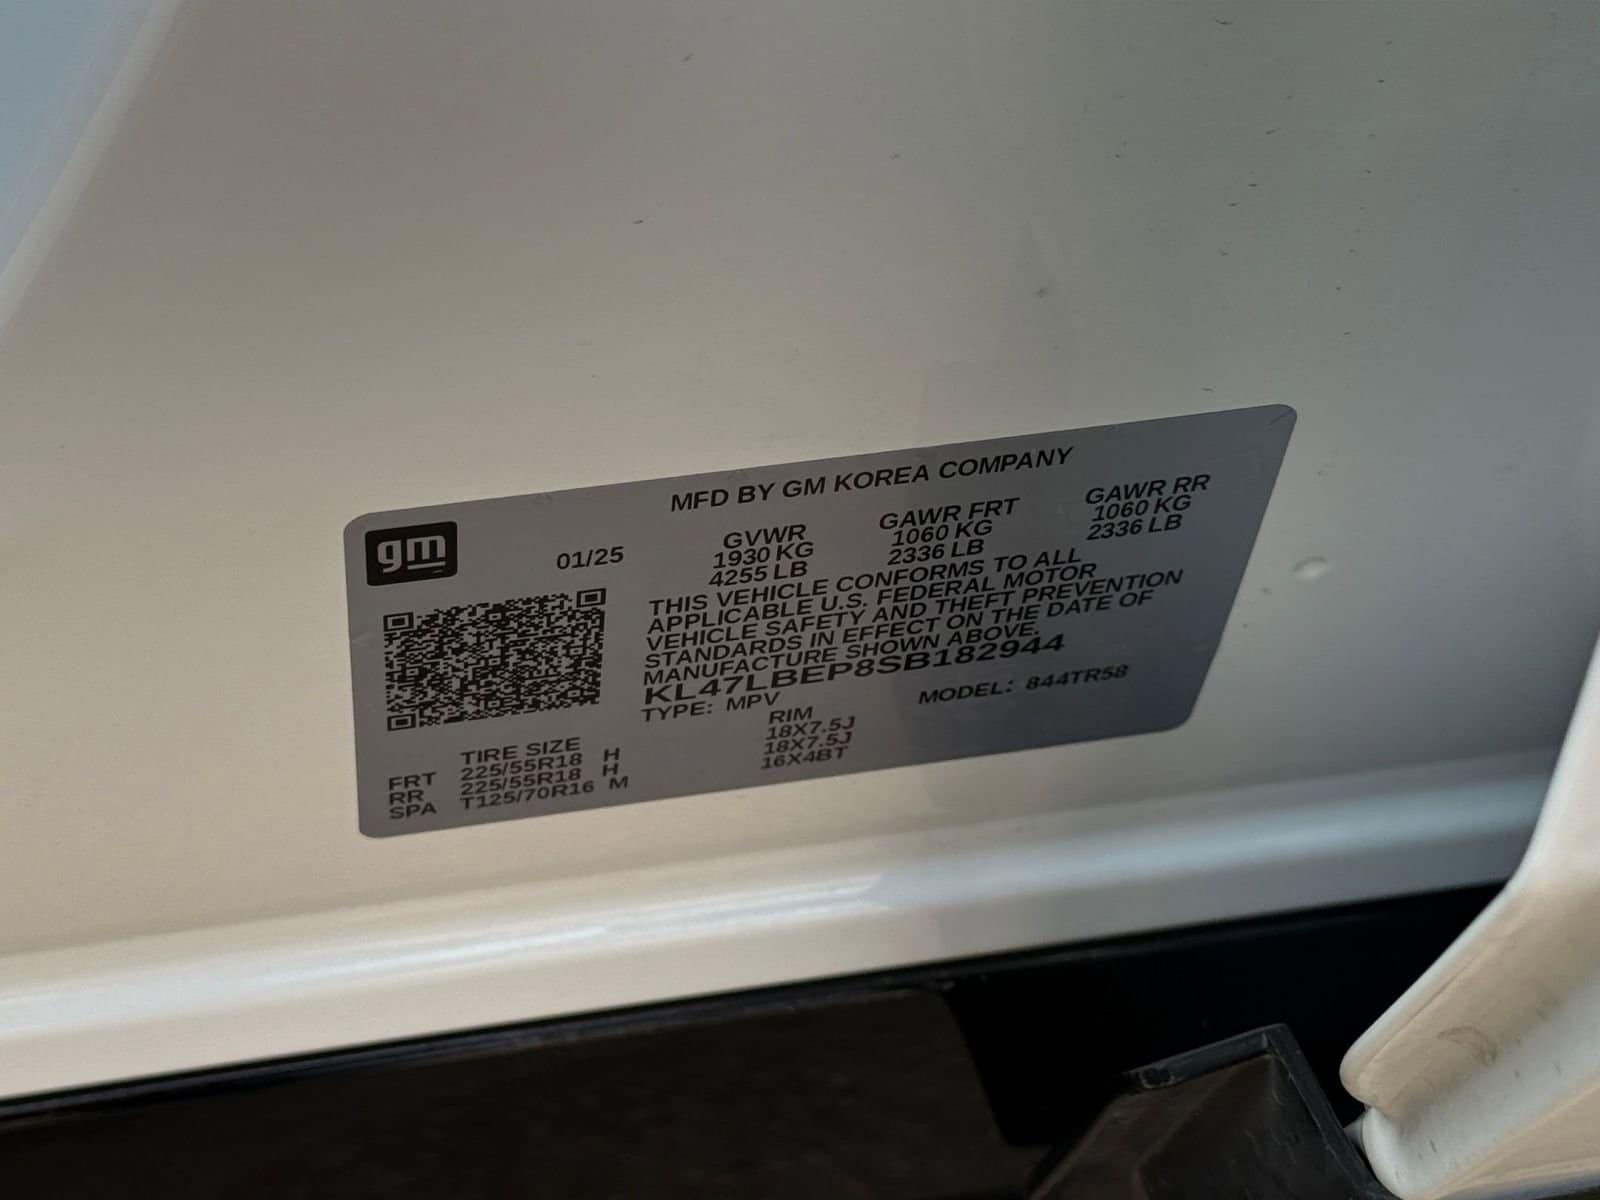 MFD BY GM KOREA COMPANY
gm
01/25
GVWR GAWR FRT GAWR RR
1930 KG 1060 KG 1060 KG
4255 LB 2336 LB 2336 LB
THIS VEHICLE CONFORMS TO ALL
APPLICABLE U.S. FEDERAL MOTOR
VEHICLE SAFETY AND THEFT PREVENTION
STANDARDS IN EFFECT ON THE DATE OF
MANUFACTURE SHOWN ABOVE.
KL47LBEP8SB182944
TYPE: MPV MODEL: 844TR58
TIRE SIZE RIM
FRT 225/55R18 H 18X7.5J
RR 225/55R18 H 18X7.5J
SPA T125/70R16 M 16X4BT